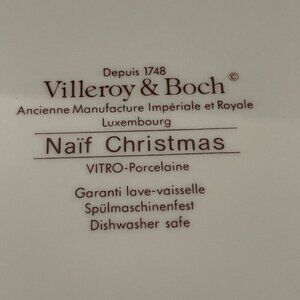 Depuis 1748
Villeroy & Boch ©
Ancienne Manufacture Impériale et Royale
Luxembourg
Naïf Christmas
VITRO-Porcelaine
Garanti lave-vaisselle
Spülmaschinenfest
Dishwasher safe